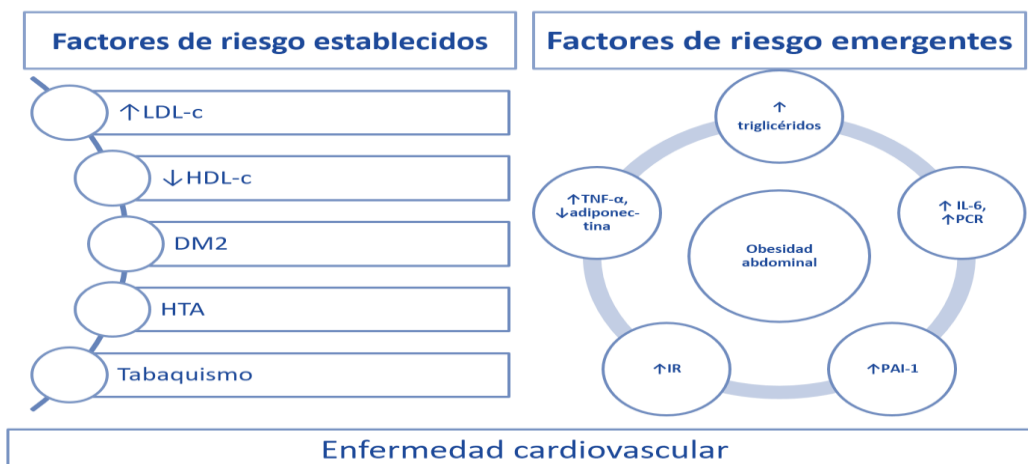 Factores de riesgo establecidos
↑LDL-c
↓HDL-c
DM2
HTA
Tabaquismo
Factores de riesgo emergentes
↑
triglicéridos
↑TNF-α,
↓adiponec-
tina
↑ IL-6,
↑PCR
Obesidad
abdominal
↑IR
↑PAI-1
Enfermedad cardiovascular